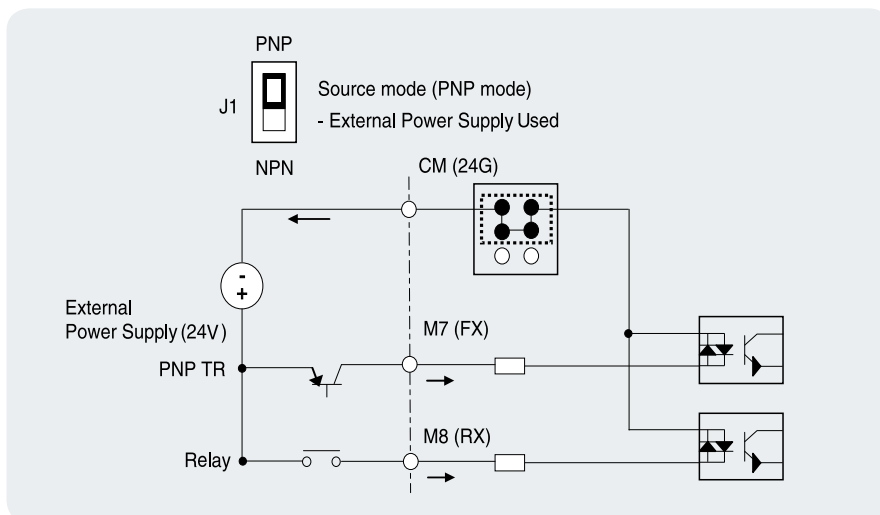 PNP
J1
Source mode (PNP mode)
- External Power Supply Used
NPN
CM (24G)
-
+
External
Power Supply (24V)
M7 (FX)
PNP TR
M8 (RX)
Relay